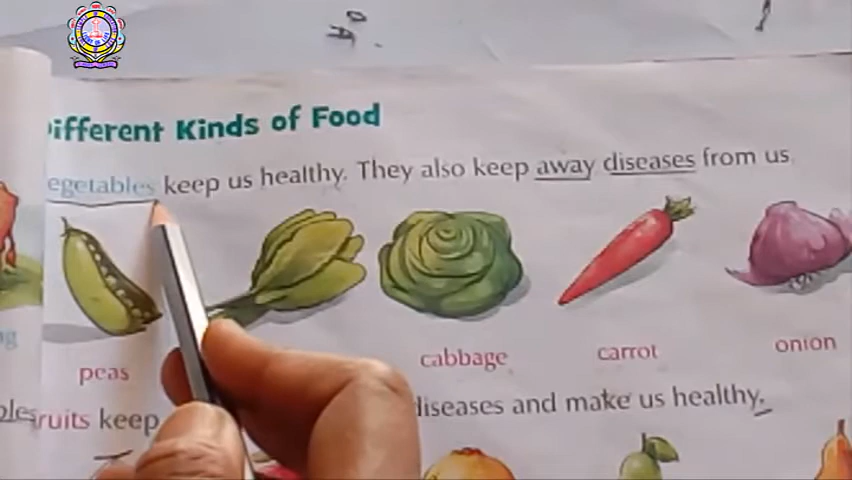 Different Kinds of Food
egetables keep us healthy. They also keep away diseases from us
peas
cabbage
carrot
onion
ruits keep diseases and make us healthy.